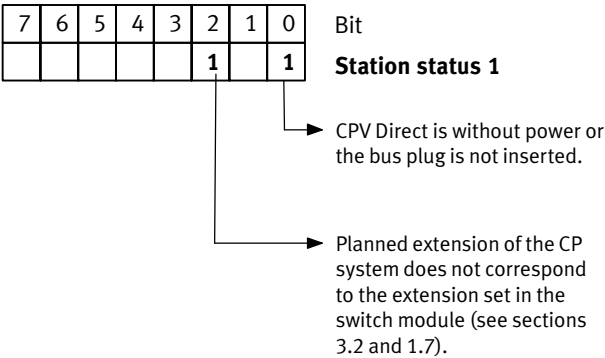 7 6 5 4 3 2 1 0 Bit
1 1 Station status 1
CPV Direct is without power or
the bus plug is not inserted.
Planned extension of the CP
system does not correspond
to the extension set in the
switch module (see sections
3.2 and 1.7).